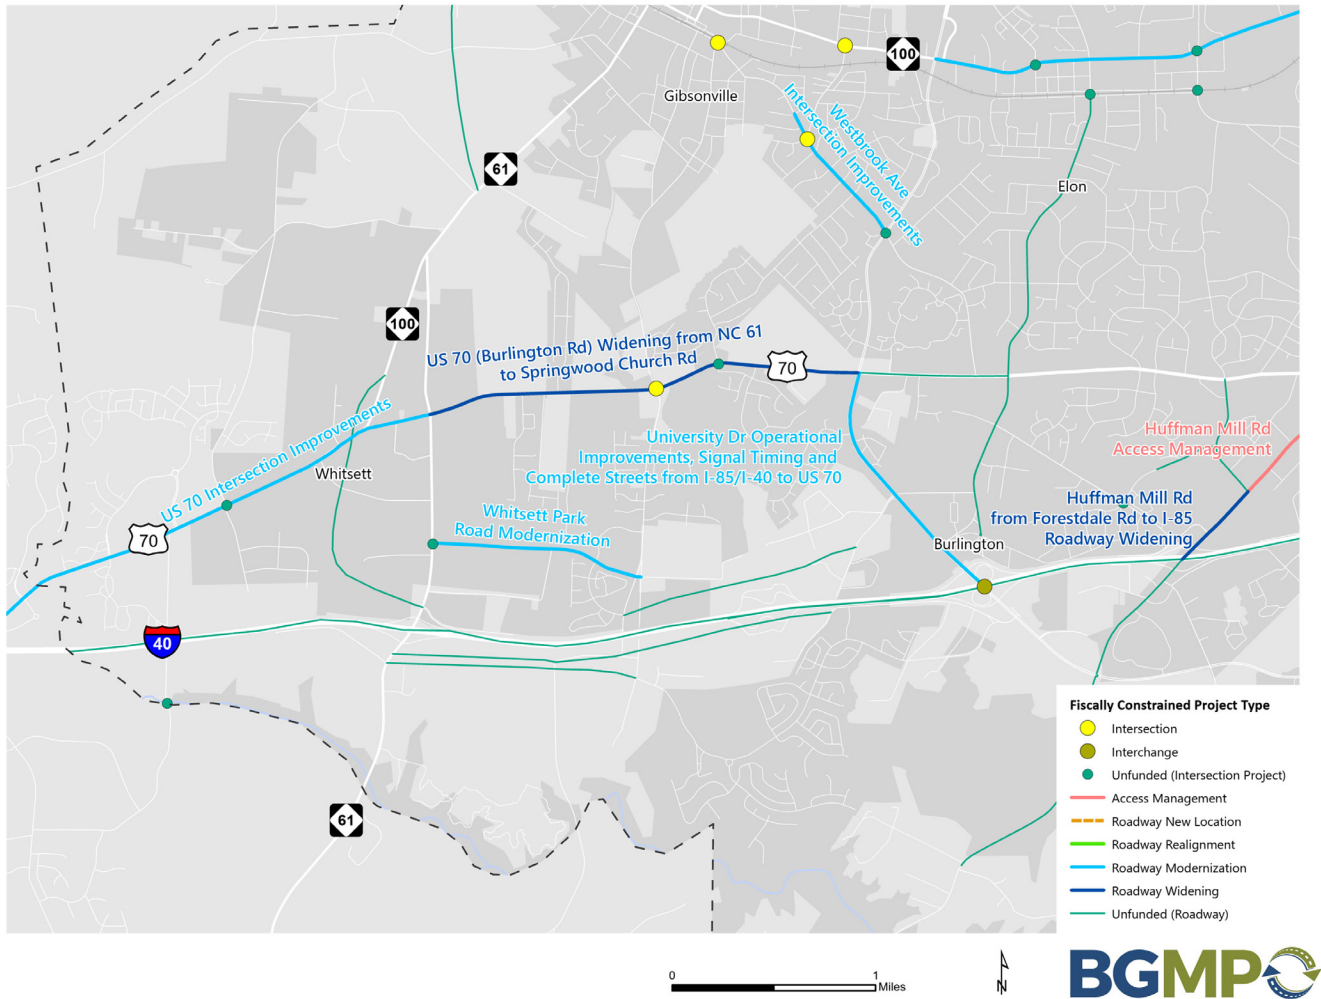 100
Gibsonville
Westbrook Ave
Intersection Improvements
61
Elon
100
US 70 (Burlington Rd) Widening from NC 61
to Springwood Church Rd
70
US 70 Intersection Improvements
University Dr Operational
Improvements, Signal Timing and
Complete Streets from I-85/I-40 to US 70
Huffman Mill Rd
Access Management
Whitsett
Whitsett Park
Road Modernization
Huffman Mill Rd
from Forestdale Rd to I-85
Roadway Widening
70
Burlington
40
61
Fiscally Constrained Project Type
Intersection
Interchange
Unfunded (Intersection Project)
Access Management
Roadway New Location
Roadway Realignment
Roadway Modernization
Roadway Widening
Unfunded (Roadway)
0 1
Miles
N
BGMPO